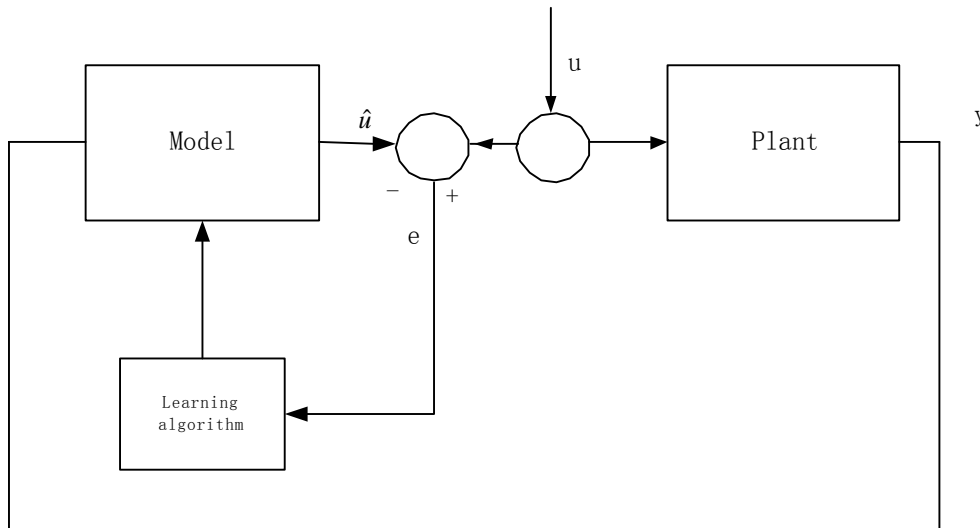 u
y
û
Model
Plant
− +
e
Learning
algorithm